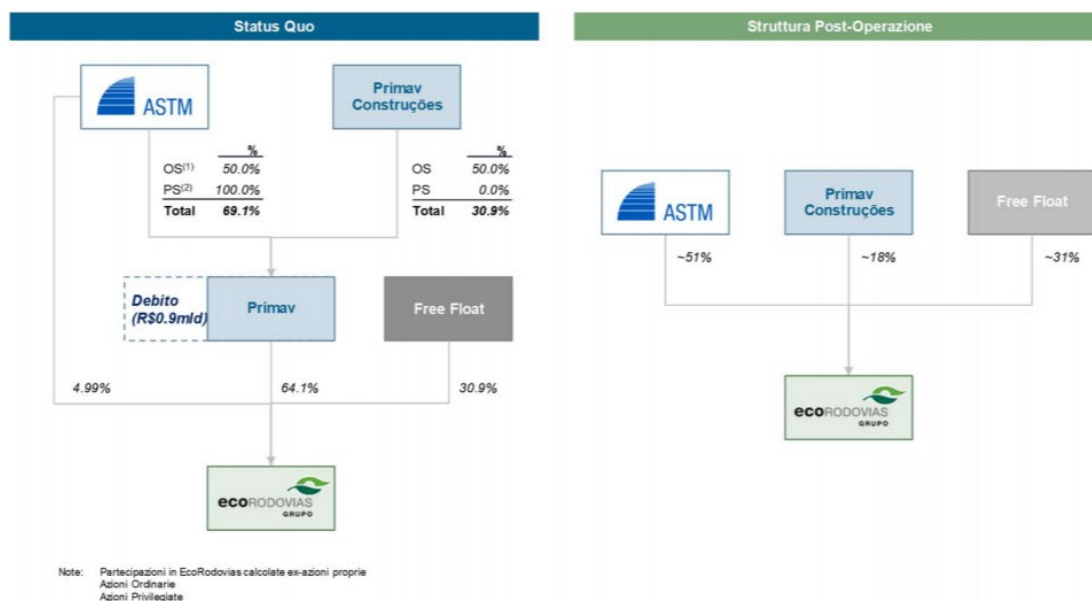 Status Quo
ASTM
Primav
Construções
%
OS(1) 50.0%
PS(2) 100.0%
Total 69.1%
%
OS 50.0%
PS 0.0%
Total 30.9%
Debito
(R$0.9mld)
Primav
Free Float
4.99%
64.1%
30.9%
ecoRODOVIAS
GRUPO
Note: Partecipazioni in EcoRodovias calcolate ex-azioni proprie
Azioni Ordinarie
Azioni Privilegiate
Struttura Post-Operazione
ASTM
Primav
Construções
Free Float
~51%
~18%
~31%
ecoRODOVIAS
GRUPO